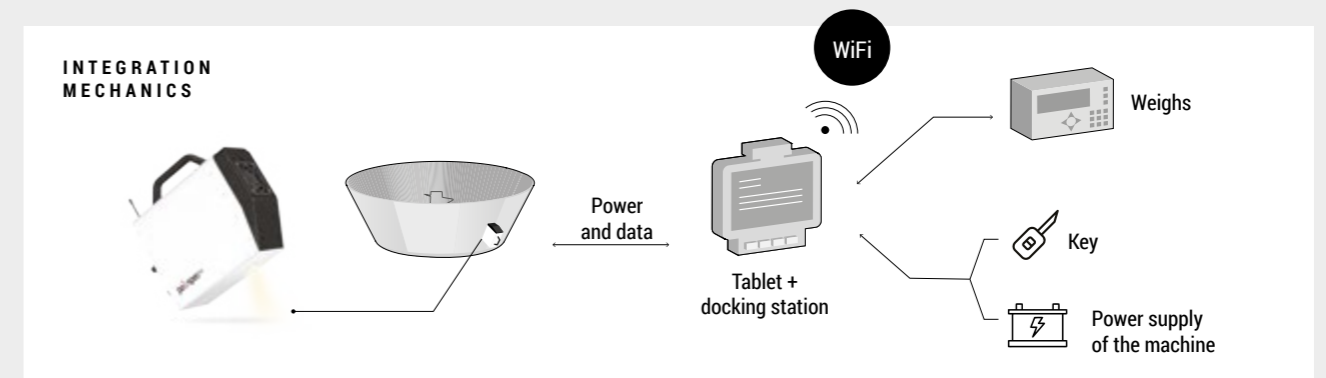 INTEGRATION
MECHANICS
WiFi
Weighs
Power
and data
Key
Tablet +
docking station
Power supply
of the machine